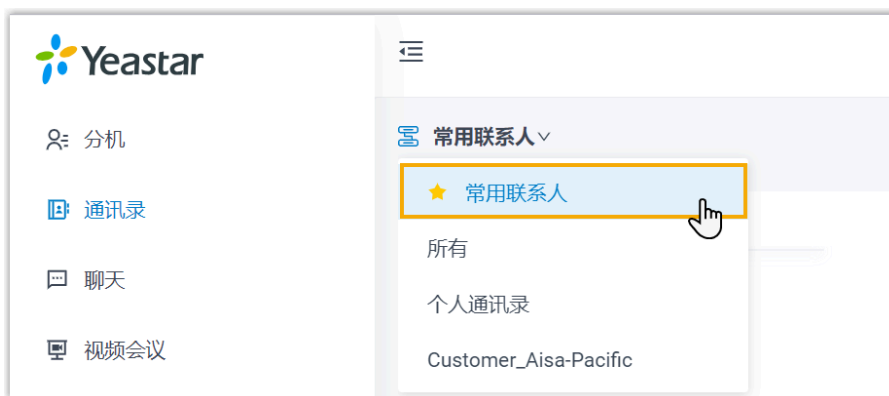 Yeastar
分机
通讯录
聊天
视频会议
常用联系人
常用联系人
所有
个人通讯录
Customer_Aisa-Pacific